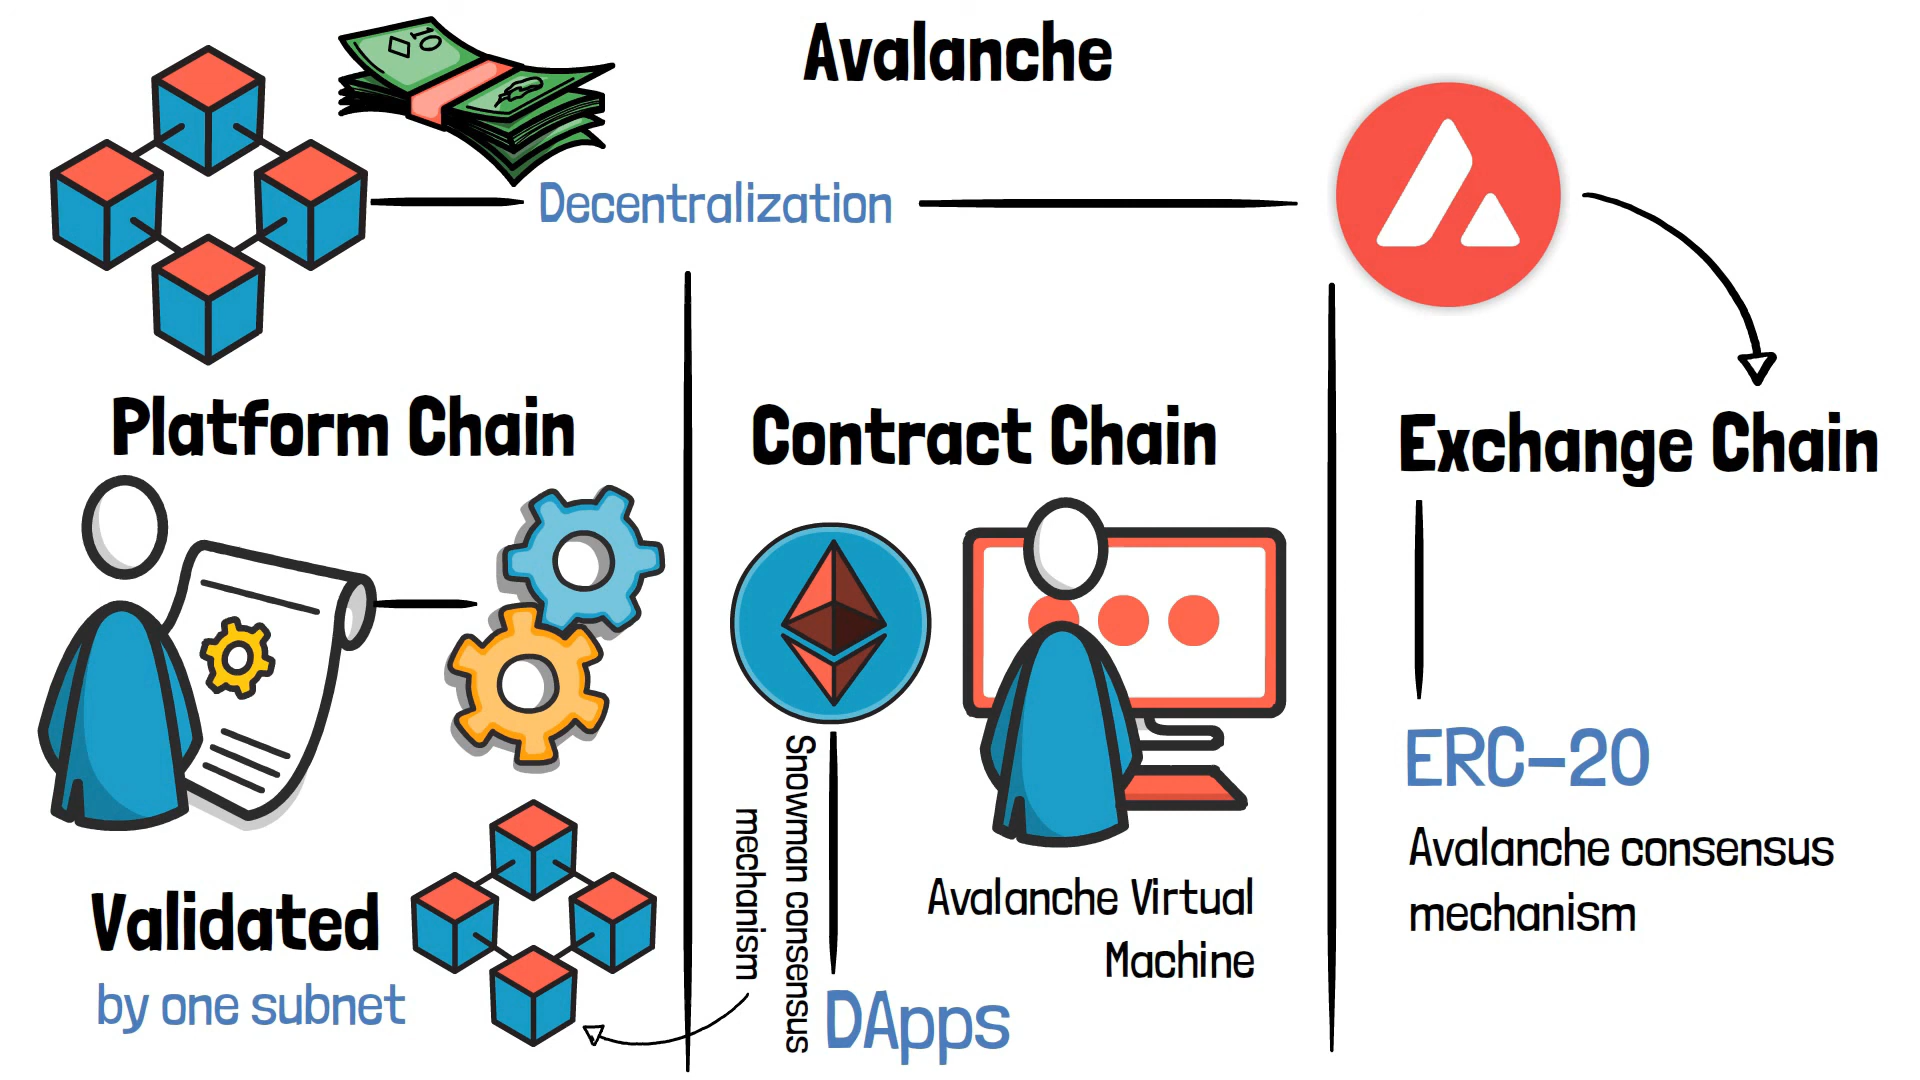 Avalanche
10
Decentralization
Platform Chain
Contract Chain
Exchange Chain
Snowman consensus
mechanism
ERC-20
Avalanche consensus
mechanism
Avalanche Virtual
Machine
Validated
by one subnet
DApps